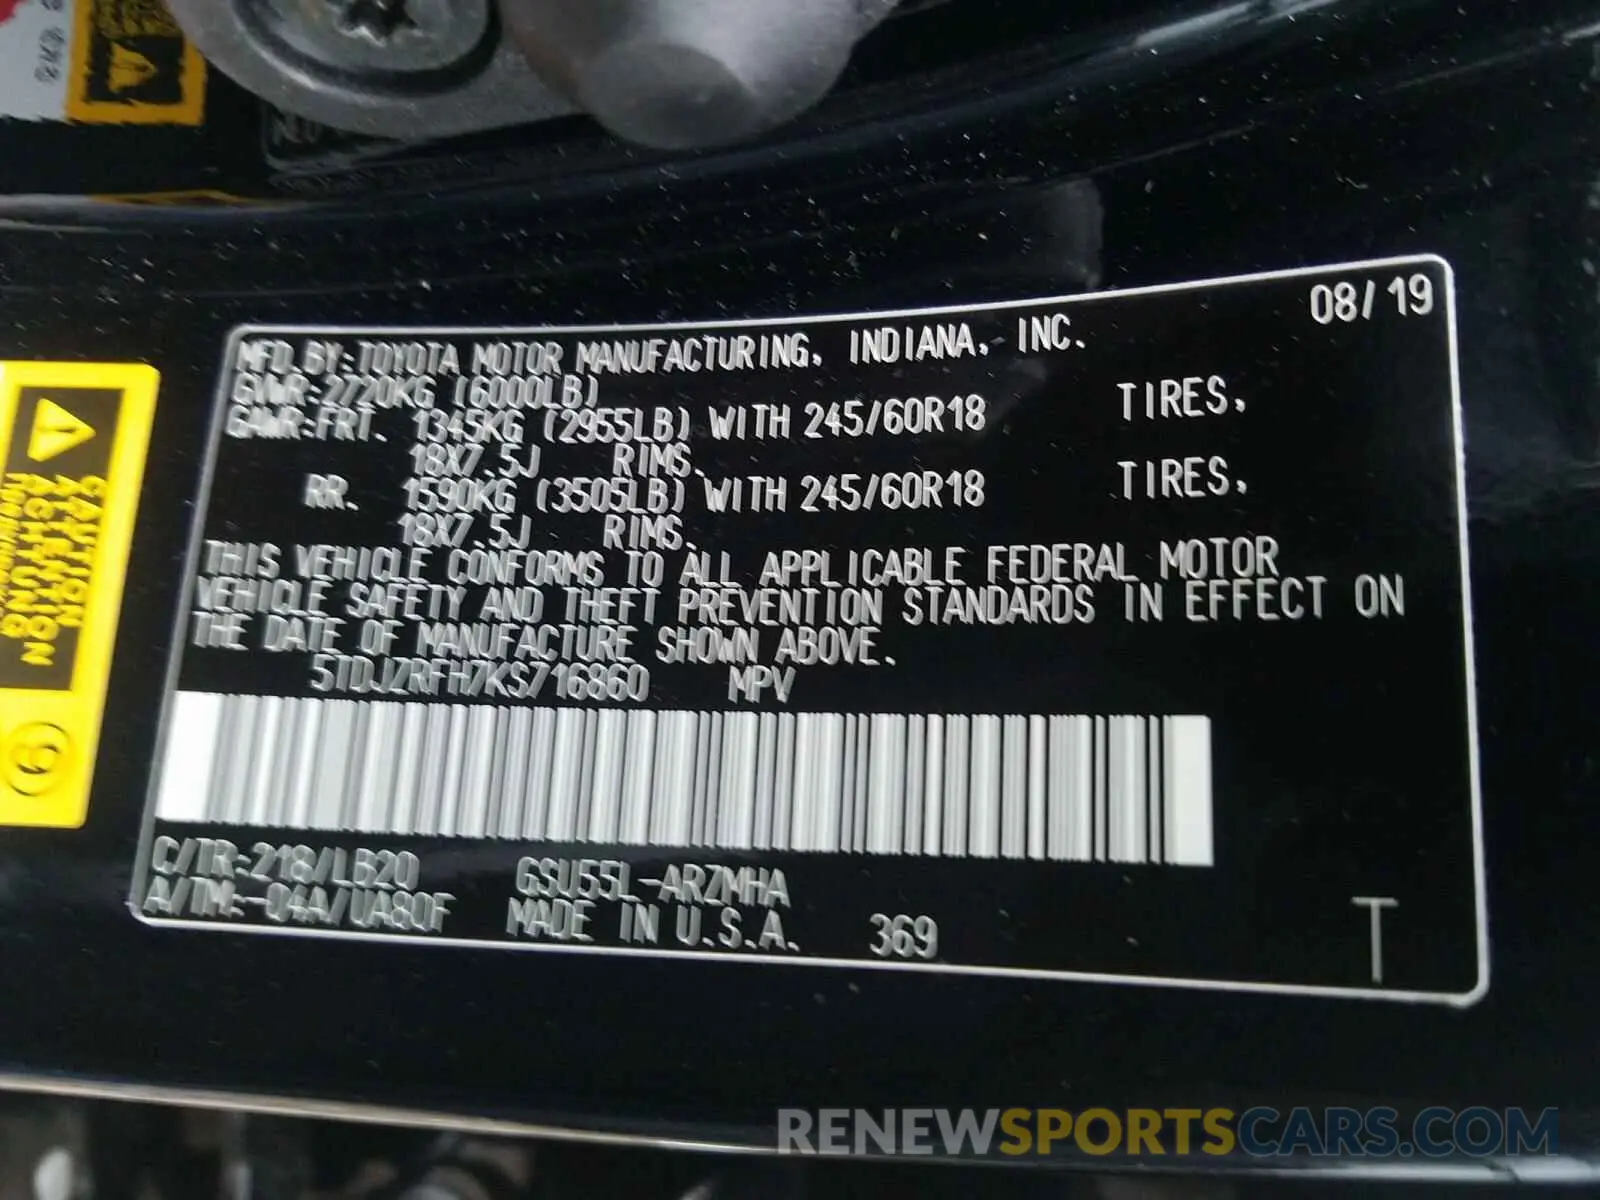 08/19
MFD.BY:TOYOTA MOTOR MANUFACTURING, INDIANA, INC.
GVWR:2720KG (6000LB)
GAWR:FRT. 1345KG (2955LB) WITH 245/60R18 TIRES,
18X7.5J RIMS.
RR. 1590KG (3505LB) WITH 245/60R18 TIRES,
18X7.5J RIMS.
THIS VEHICLE CONFORMS TO ALL APPLICABLE FEDERAL MOTOR
VEHICLE SAFETY AND THEFT PREVENTION STANDARDS IN EFFECT ON
THE DATE OF MANUFACTURE SHOWN ABOVE.
5TDJZRFH7KS716860 MPV
C/TR:218/LB20 GSU55L-ARZMHA
A/TM:-04A/UA80F MADE IN U.S.A. 369 T
CAUTION
ATTENTION
ACHTUNG
RENEWSPORTSCARS.COM